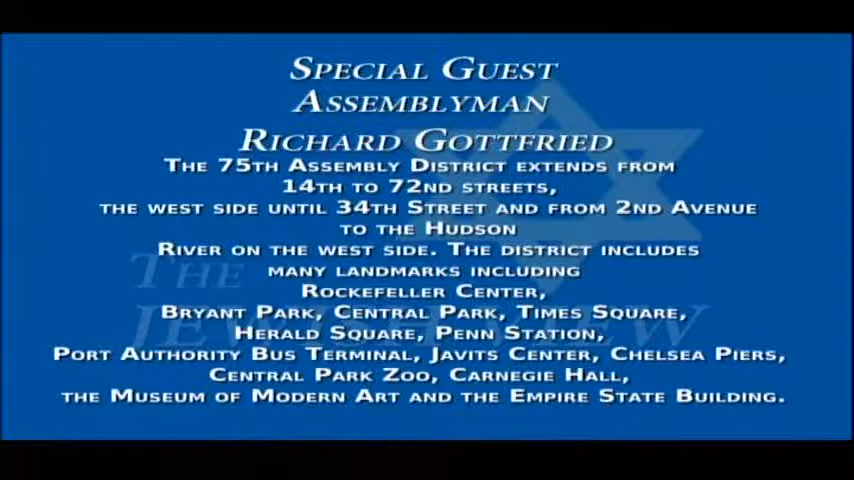 Special Guest
Assemblyman
Richard Gottfried
The 75th Assembly District extends from
14th to 72nd streets,
the west side until 34th Street and from 2nd Avenue
to the Hudson
River on the west side. The district includes
many landmarks including
Rockefeller Center,
Bryant Park, Central Park, Times Square,
Herald Square, Penn Station,
Port Authority Bus Terminal, Javits Center, Chelsea Piers,
Central Park Zoo, Carnegie Hall,
the Museum of Modern Art and the Empire State Building.
The
Jewish View